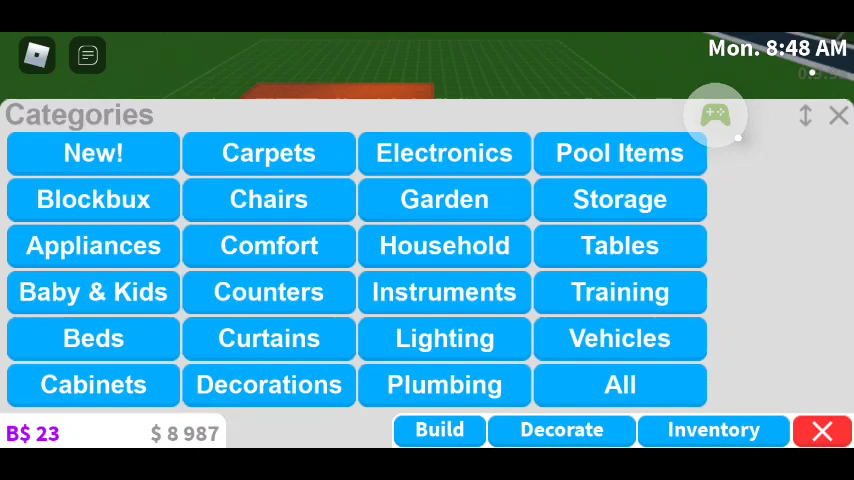 Mon. 8:48 AM
Categories
New! Carpets Electronics Pool Items
Blockbux Chairs Garden Storage
Appliances Comfort Household Tables
Baby & Kids Counters Instruments Training
Beds Curtains Lighting Vehicles
Cabinets Decorations Plumbing All
B$ 23 $ 8 987 Build Decorate Inventory